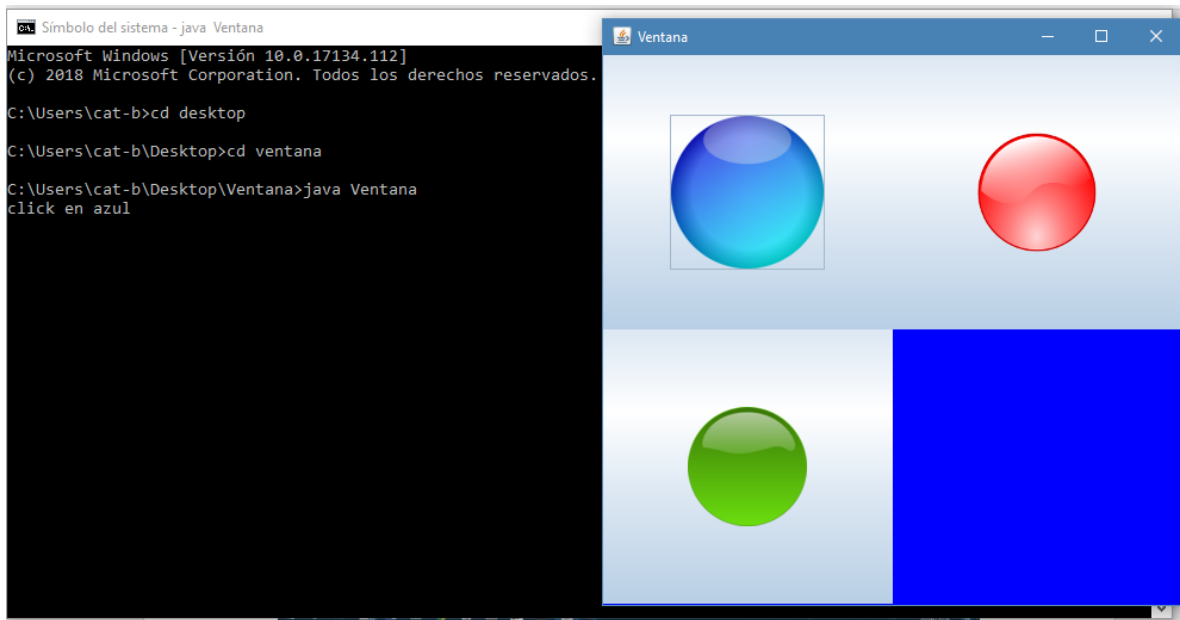 Símbolo del sistema - java Ventana
Microsoft Windows [Versión 10.0.17134.112]
(c) 2018 Microsoft Corporation. Todos los derechos reservados.
C:\Users\cat-b>cd desktop
C:\Users\cat-b\Desktop>cd ventana
C:\Users\cat-b\Desktop\Ventana>java Ventana
click en azul
Ventana